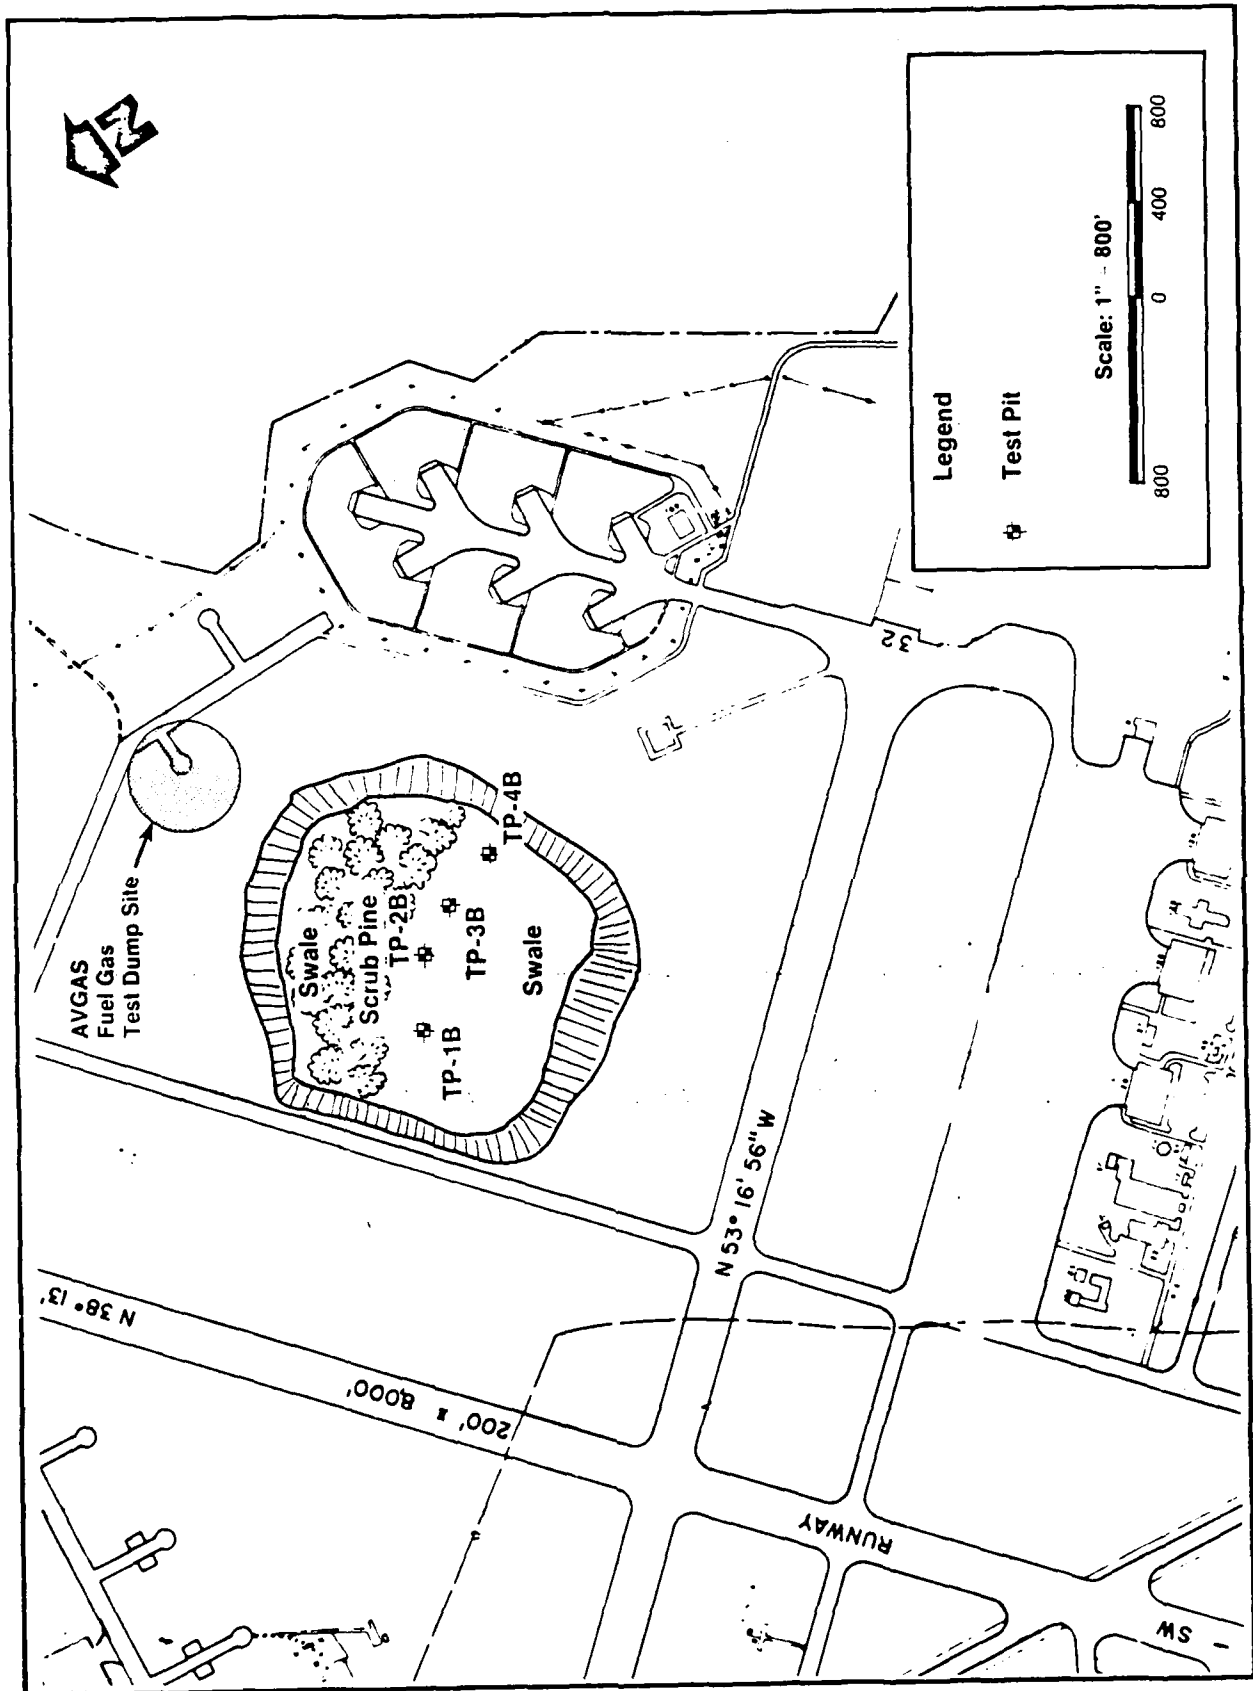 N
AVGAS
Fuel Gas
Test Dump Site
Swale
Scrub Pine
TP-2B
TP-1B
TP-3B
TP-4B
Swale
N 38° 13'
200' x 8,000'
N 53° 16' 56" W
32
RUNWAY
SW
Legend
Test Pit
Scale: 1" - 800'
800 0 400 800